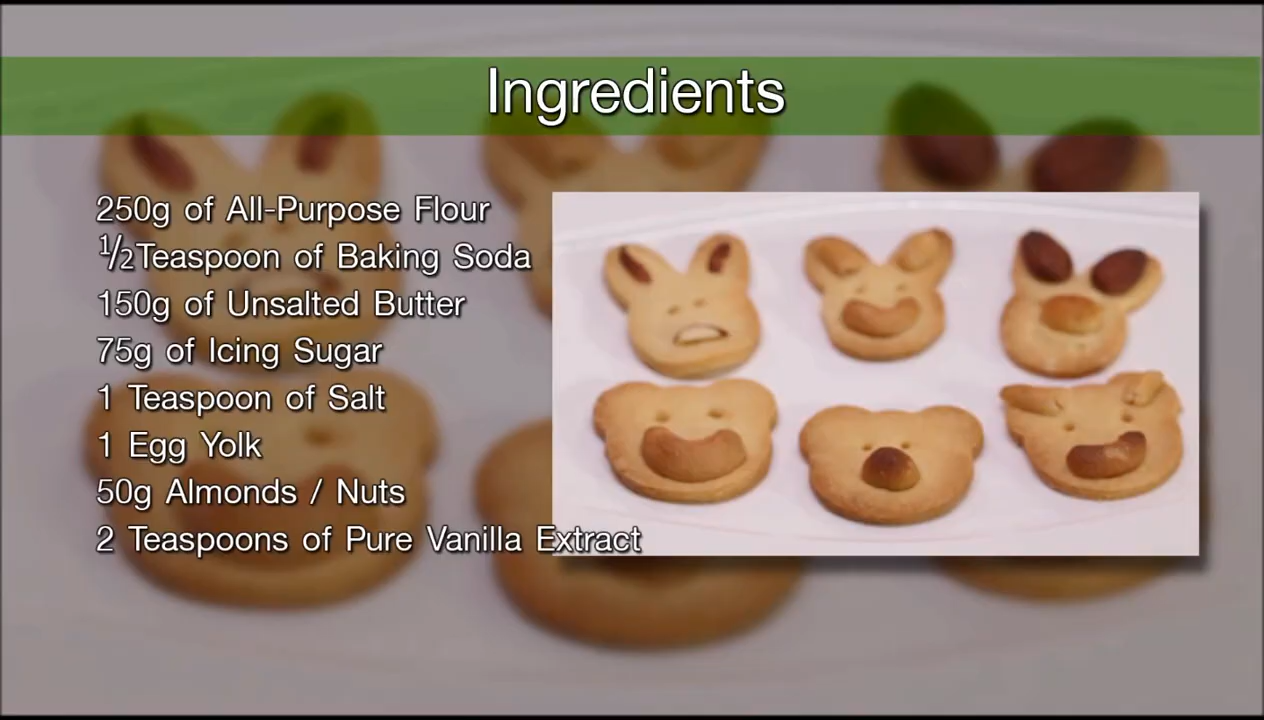 Ingredients
250g of All-Purpose Flour
½Teaspoon of Baking Soda
150g of Unsalted Butter
75g of Icing Sugar
1 Teaspoon of Salt
1 Egg Yolk
50g Almonds / Nuts
2 Teaspoons of Pure Vanilla Extract